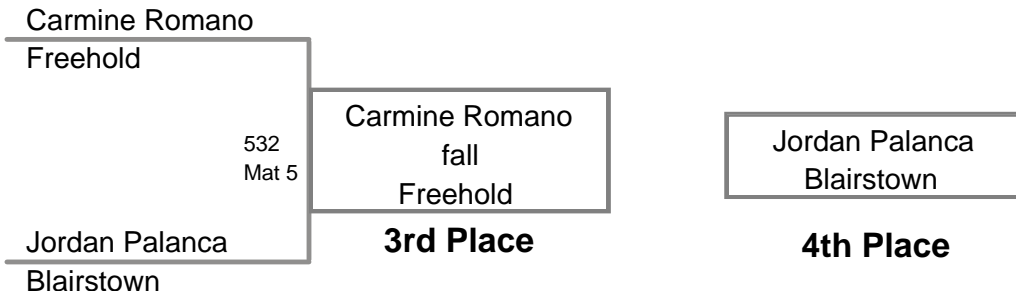 Carmine Romano
Freehold
532
Mat 5
Carmine Romano
fall
Freehold
3rd Place
Jordan Palanca
Blairstown
4th Place
Jordan Palanca
Blairstown